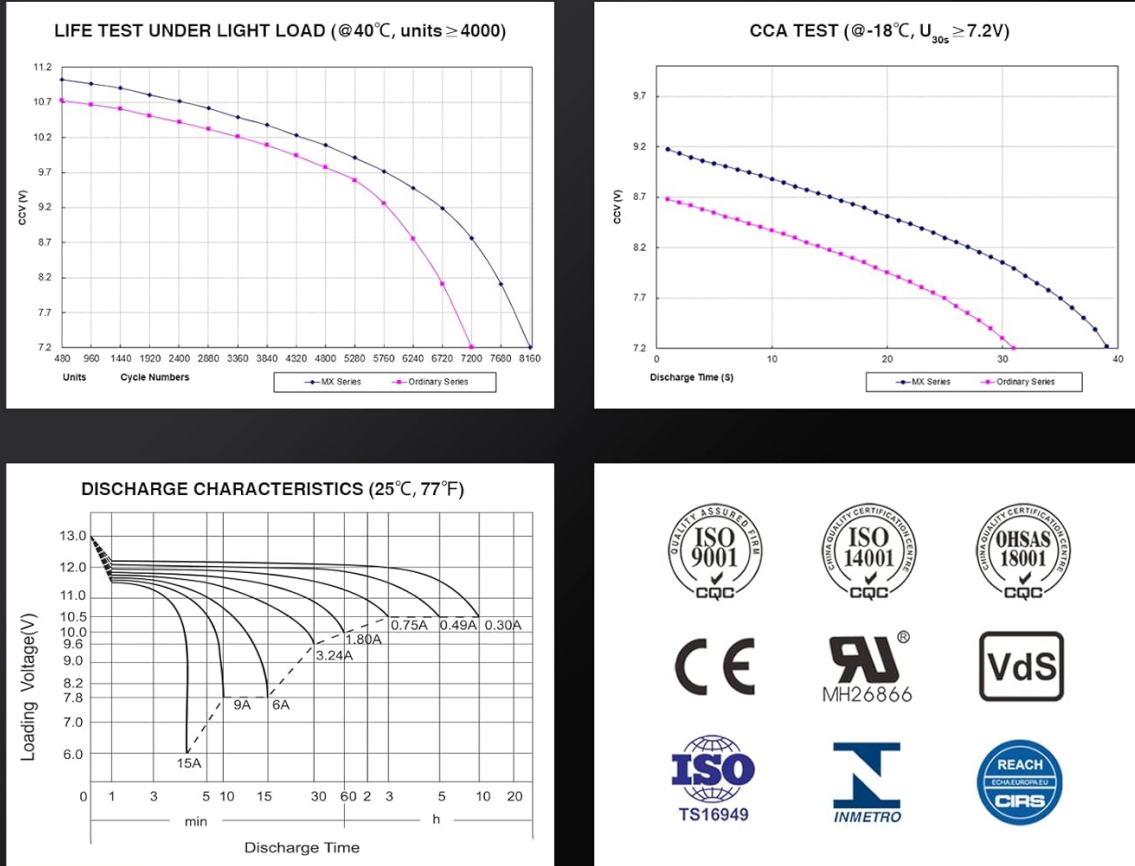 LIFE TEST UNDER LIGHT LOAD (@40℃, units≥4000)
11.2
10.7
10.2
9.7
9.2
8.7
8.2
7.7
7.2
CCV (V)
480 960 1440 1920 2400 2880 3360 3840 4320 4800 5280 5760 6240 6720 7200 7680 8160
Units Cycle Numbers
MX Series Ordinary Series
CCA TEST (@-18℃, U30s≥7.2V)
9.7
9.2
8.7
8.2
7.7
7.2
CCV (V)
0 10 20 30 40
Discharge Time (S)
MX Series Ordinary Series
DISCHARGE CHARACTERISTICS (25℃, 77℉)
13.0
12.0
11.0
10.5
10.0
9.6
9.0
8.2
7.8
7.0
6.0
Loading Voltage(V)
0.75A 0.49A 0.30A
1.80A
3.24A
9A 6A
15A
0 1 3 5 10 15 30 60 2 3 5 10 20
min h
Discharge Time
QUALITY ASSURED FIRM
ISO
9001
CQC
CHINA QUALITY CERTIFICATION CENTRE
ISO
14001
CQC
CHINA QUALITY CERTIFICATION CENTRE
OHSAS
18001
CQC
CE
RU®
MH26866
VdS
ISO
TS16949
INMETRO
REACH
ECHA.EUROPA.EU
CIRS